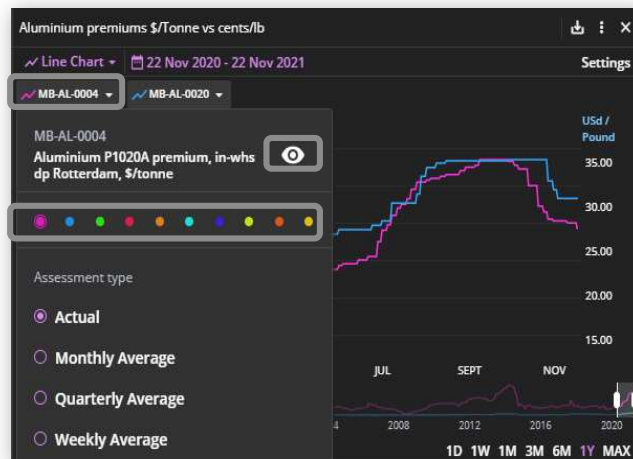 Aluminium premiums $/Tonne vs cents/lb
Line Chart 22 Nov 2020 - 22 Nov 2021 Settings
MB-AL-0004 MB-AL-0020
MB-AL-0004
Aluminium P1020A premium, in-whs
dp Rotterdam, $/tonne
Assessment type
Actual
Monthly Average
Quarterly Average
Weekly Average
USd /
Pound
35.00
30.00
25.00
20.00
15.00
JUL SEPT NOV
4 2008 2012 2016 2020
1D 1W 1M 3M 6M 1Y MAX